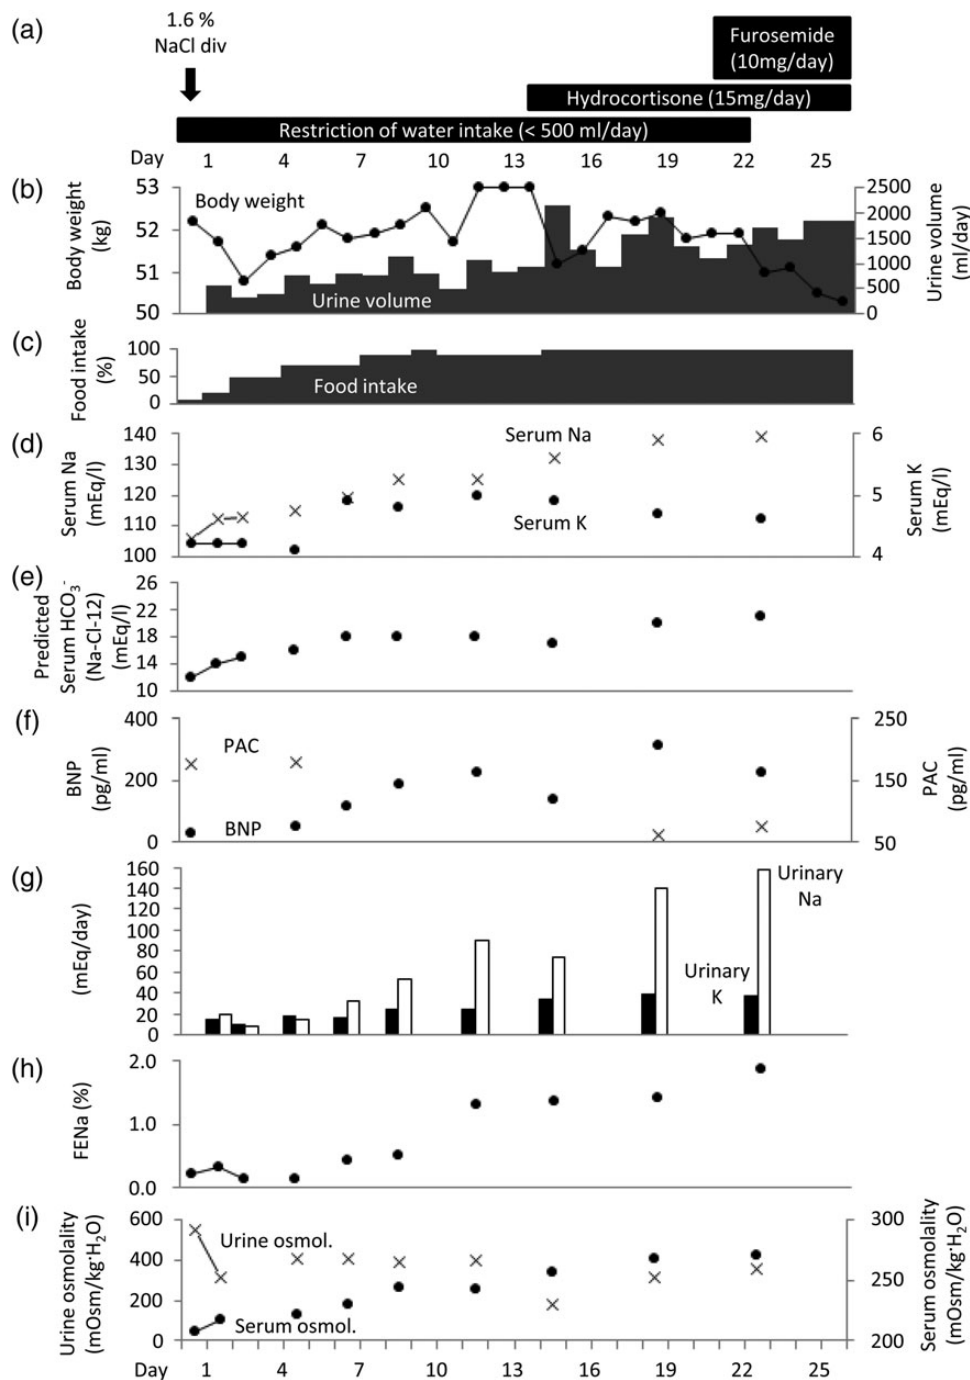 (a)
1.6 %
NaCl div
Furosemide
(10mg/day)
Hydrocortisone (15mg/day)
Restriction of water intake (< 500 ml/day)
Day 1 4 7 10 13 16 19 22 25
(b)
Body weight
(kg)
53
52
51
50
Body weight
Urine volume
2500
2000
1500
1000
500
0
Urine volume
(ml/day)
(c)
Food intake
(%)
100
50
0
Food intake
(d)
Serum Na
(mEq/l)
140
130
120
110
100
Serum Na
Serum K
6
5
4
Serum K
(mEq/l)
(e)
Predicted
Serum HCO₃⁻
(Na-Cl-12)
(mEq/l)
26
22
18
14
10
(f)
BNP
(pg/ml)
400
200
0
PAC
BNP
250
150
50
PAC
(pg/ml)
(g)
(mEq/day)
160
140
120
100
80
60
40
20
0
Urinary
Na
Urinary
K
(h)
FENa (%)
2.0
1.0
0.0
(i)
Urine osmolality
(mOsm/kg·H₂O)
600
400
200
0
Urine osmol.
Serum osmol.
300
250
200
Serum osmolality
(mOsm/kg·H₂O)
Day 1 4 7 10 13 16 19 22 25